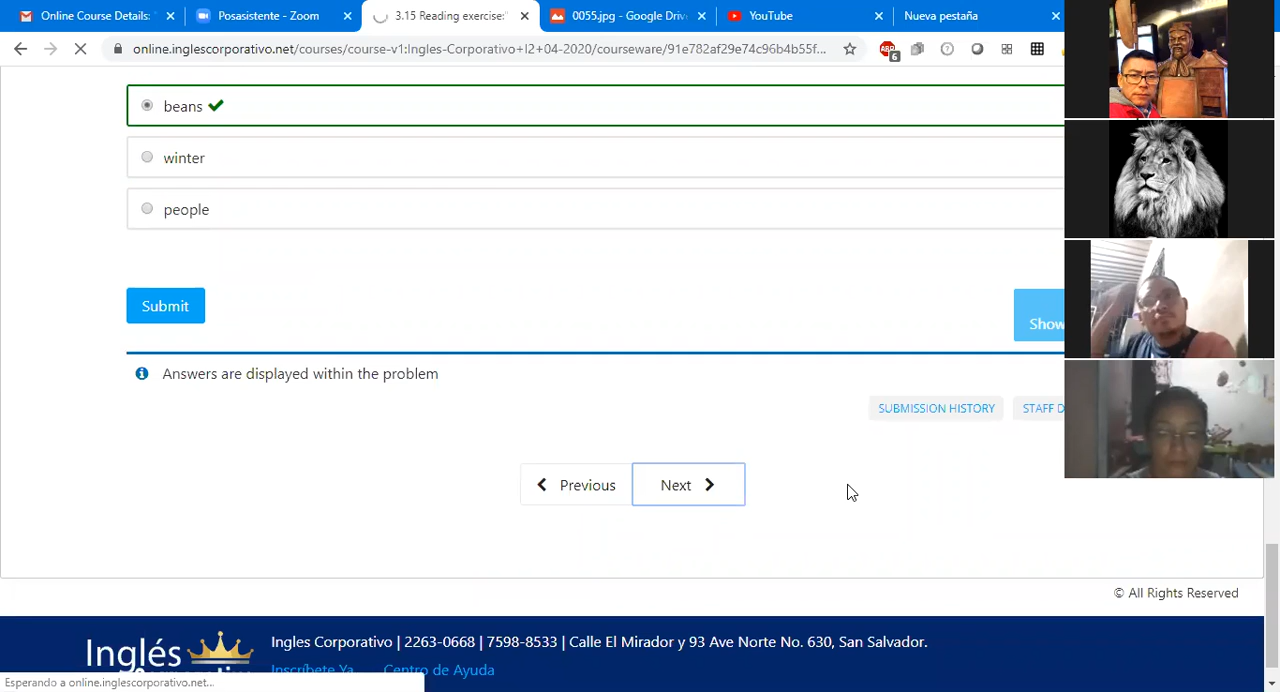 Online Course Details: "
Posasistente - Zoom
3.15 Reading exercise:"
0055.jpg - Google Driv
YouTube
Nueva pestaña
online.inglescorporativo.net/courses/course-v1:Ingles-Corporativo+I2+04-2020/courseware/91e782af29e74c96b4b55f...
6
beans
winter
people
Submit
Show
Answers are displayed within the problem
SUBMISSION HISTORY
STAFF D
Previous
Next
© All Rights Reserved
Inglés
Ingles Corporativo | 2263-0668 | 7598-8533 | Calle El Mirador y 93 Ave Norte No. 630, San Salvador.
Inscríbete Ya
Centro de Ayuda
Esperando a online.inglescorporativo.net...